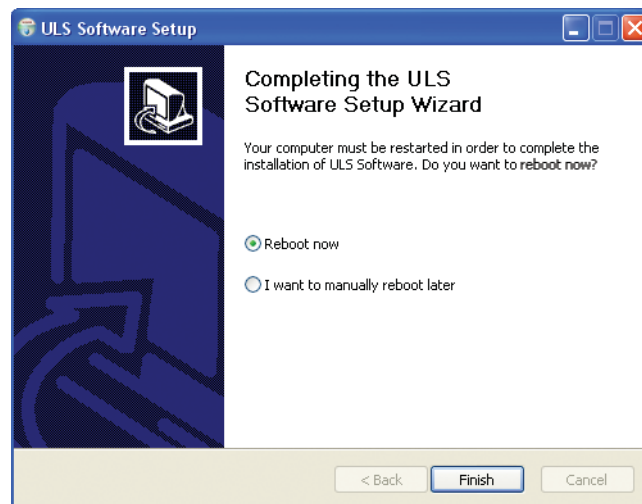 ULS Software Setup
Completing the ULS
Software Setup Wizard
Your computer must be restarted in order to complete the
installation of ULS Software. Do you want to reboot now?
Reboot now
I want to manually reboot later
< Back
Finish
Cancel